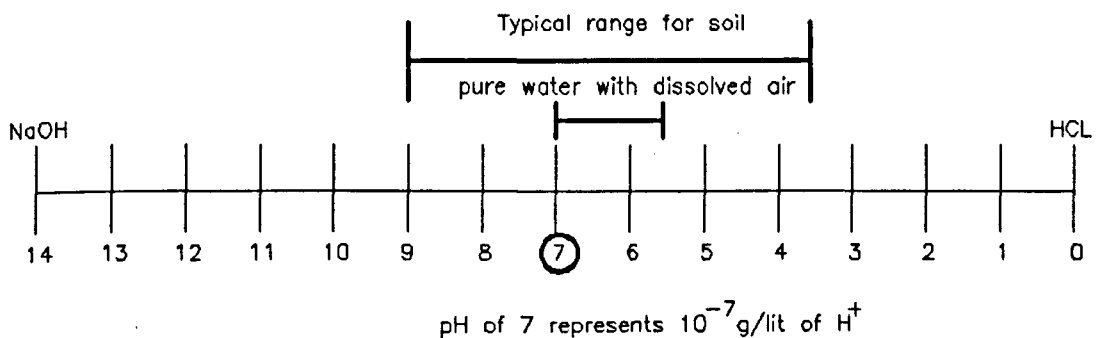 Typical range for soil
pure water with dissolved air
NaOH HCL
14 13 12 11 10 9 8 7 6 5 4 3 2 1 0
pH of 7 represents 10⁻⁷g/lit of H⁺